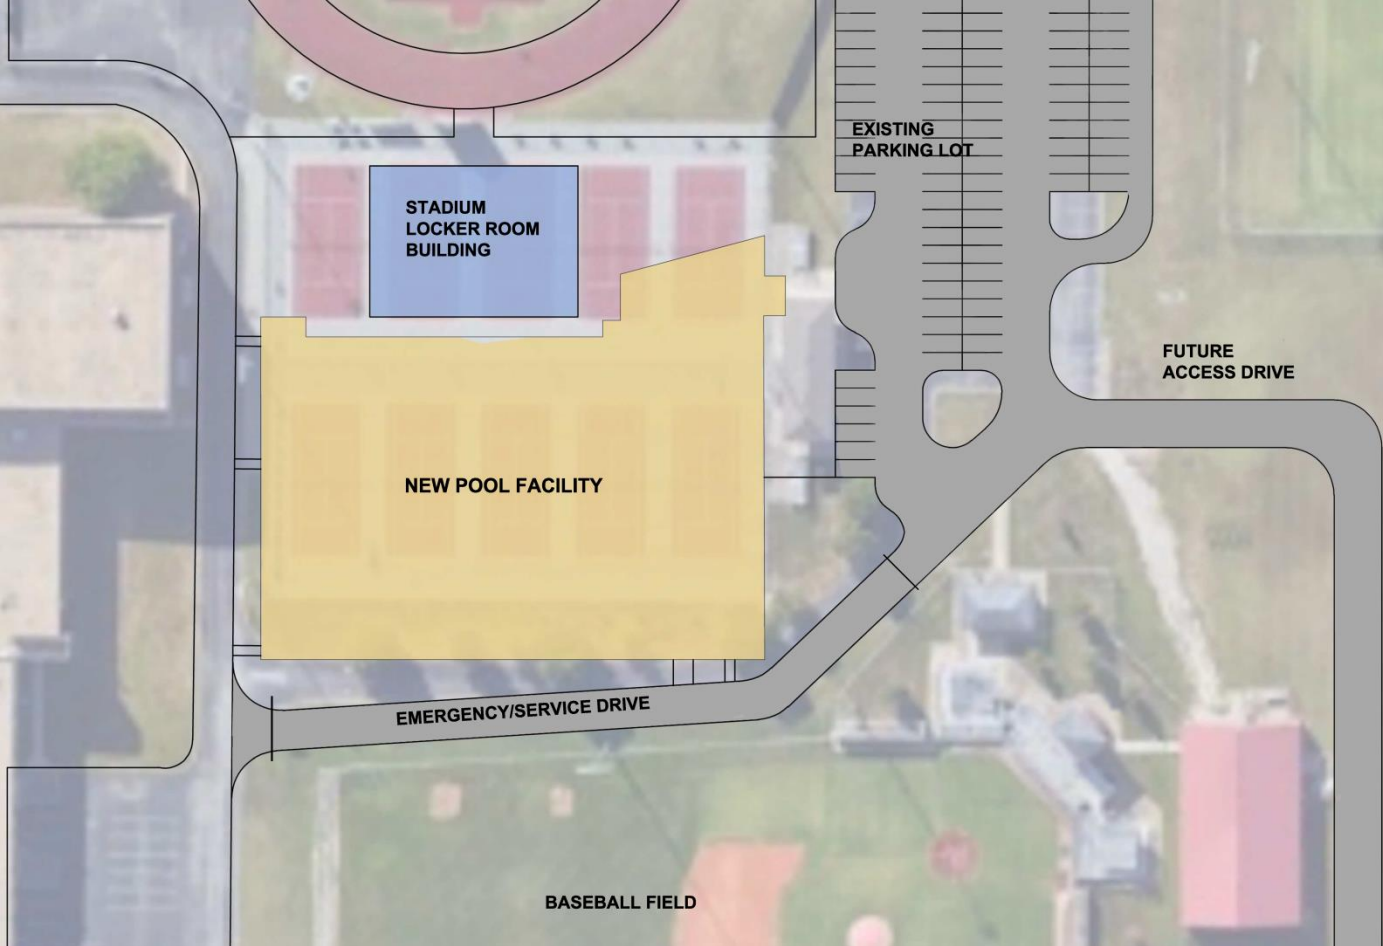 EXISTING
PARKING LOT
STADIUM
LOCKER ROOM
BUILDING
FUTURE
ACCESS DRIVE
NEW POOL FACILITY
EMERGENCY/SERVICE DRIVE
BASEBALL FIELD